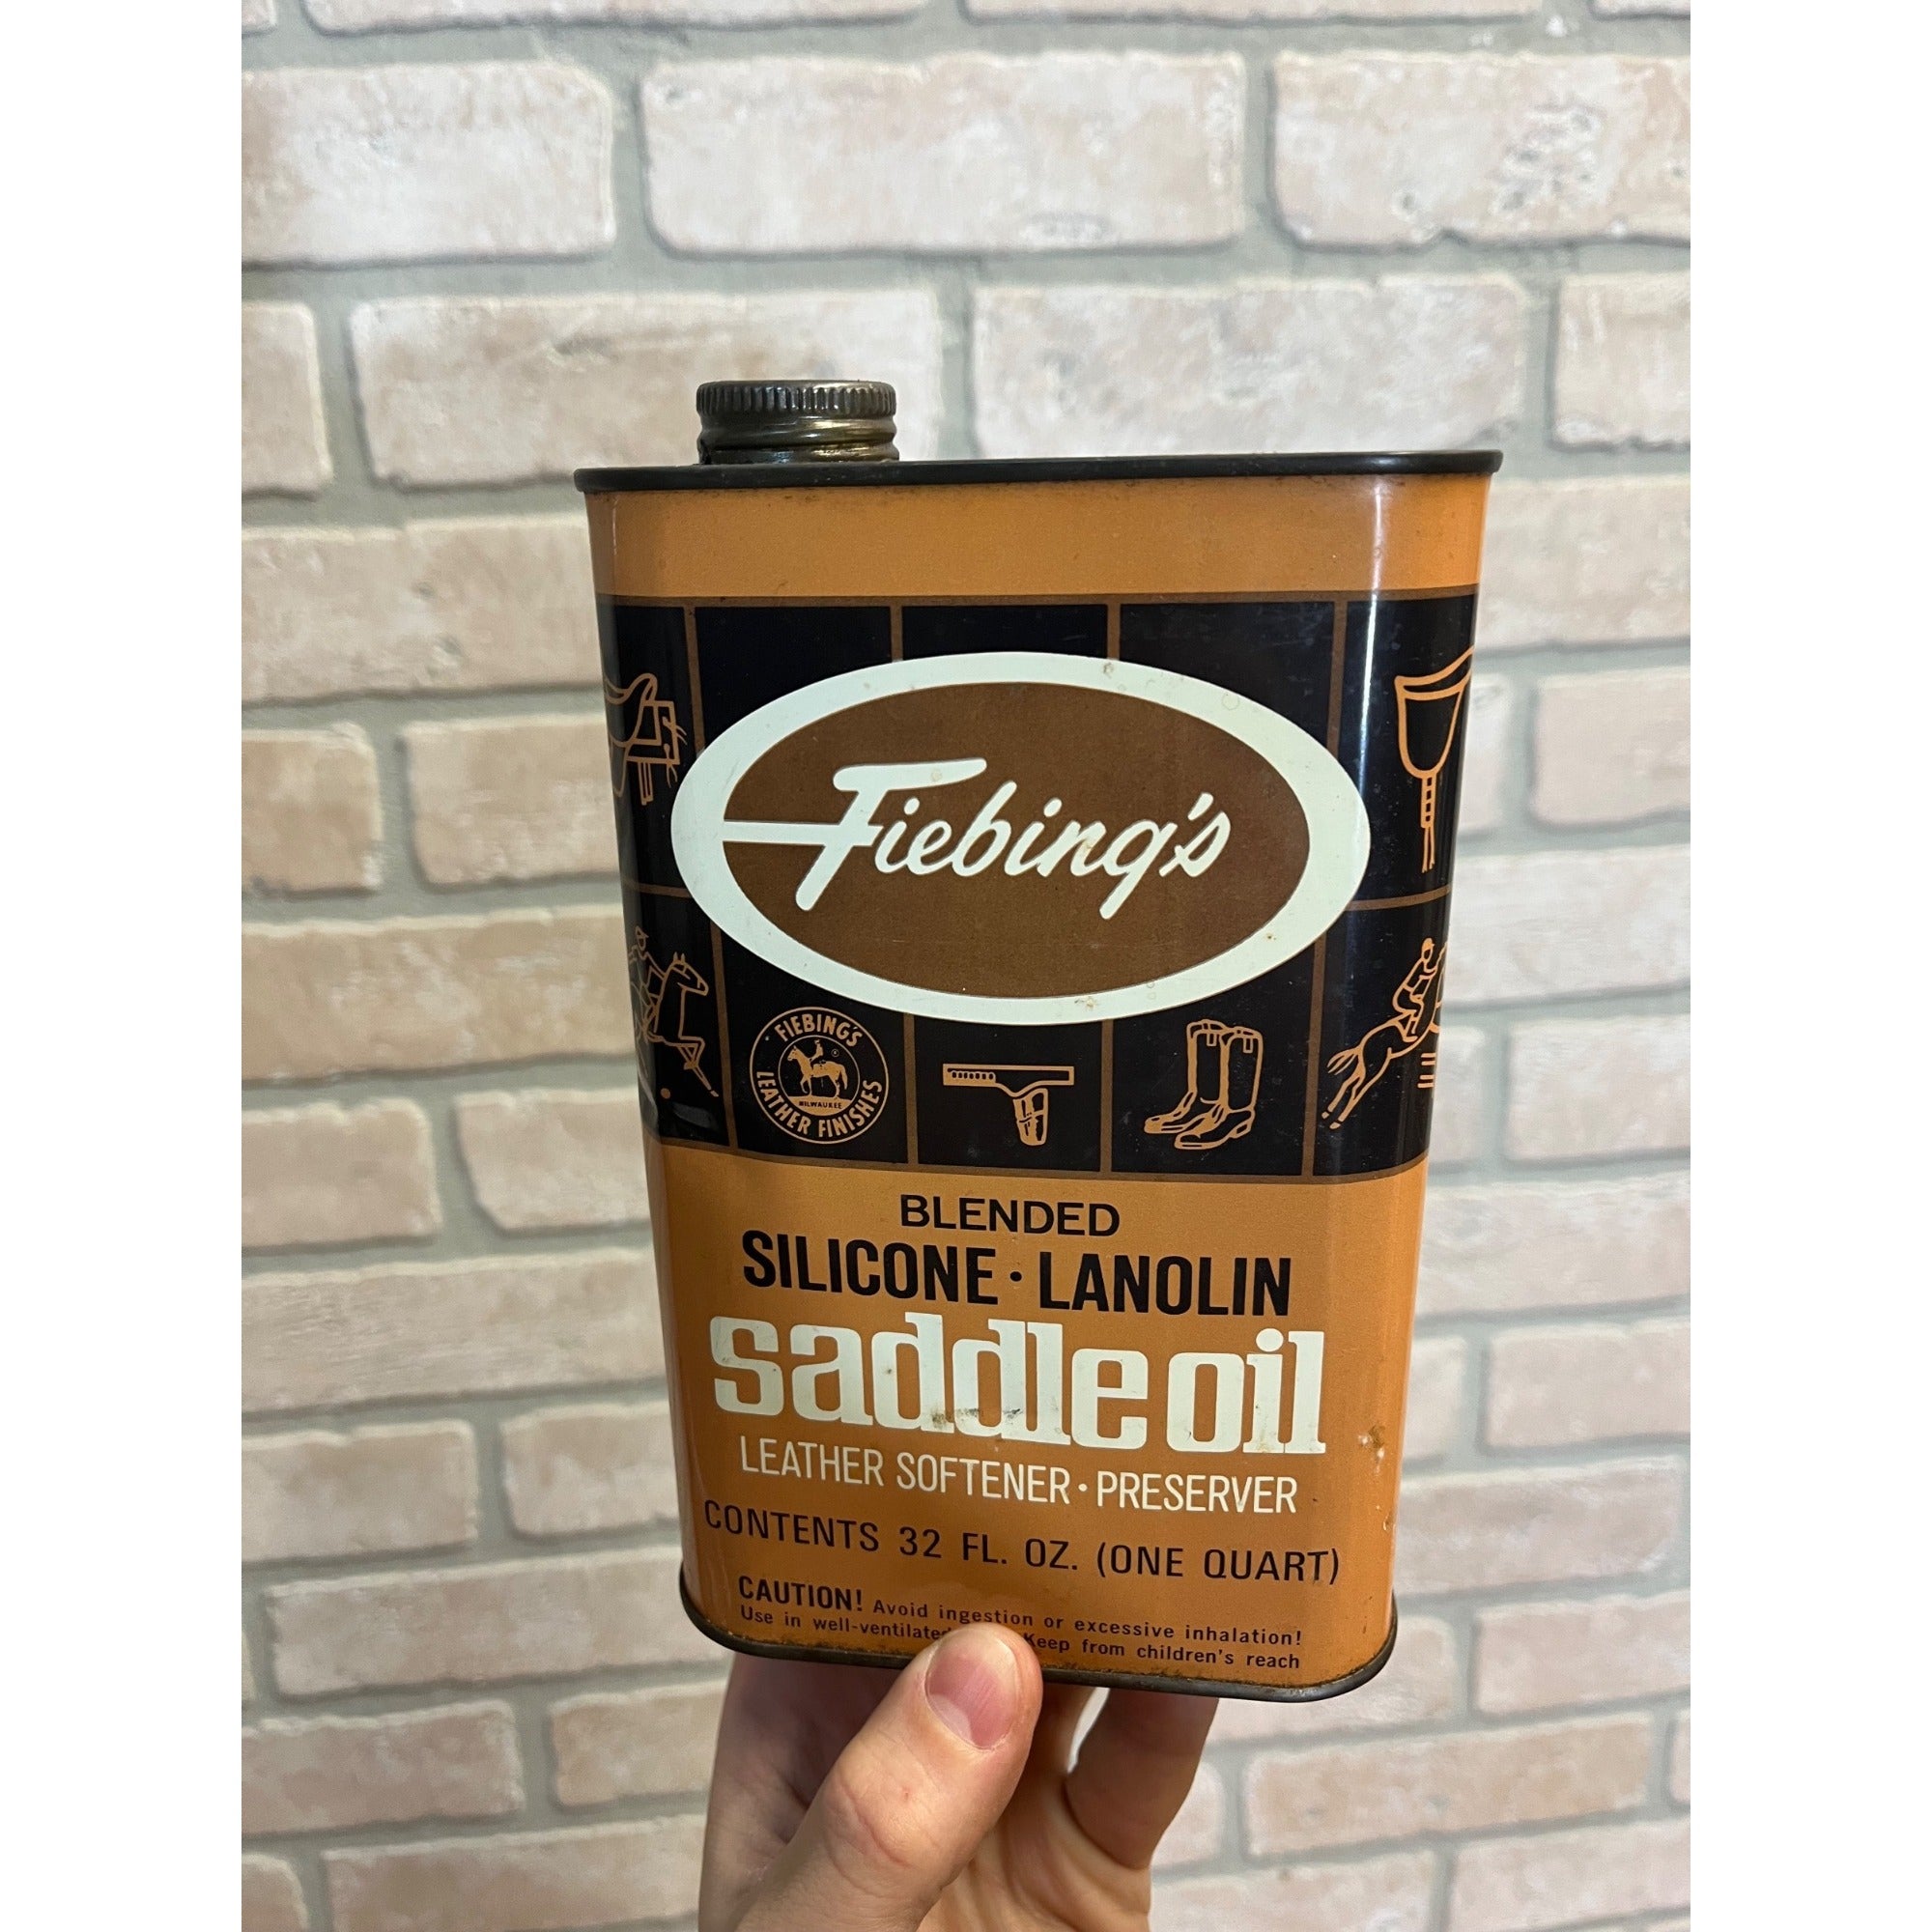 Fiebing's
FIEBING'S
®
MILWAUKEE
LEATHER FINISHES
BLENDED
SILICONE · LANOLIN
saddle oil
LEATHER SOFTENER · PRESERVER
CONTENTS 32 FL. OZ. (ONE QUART)
CAUTION! Avoid ingestion or excessive inhalation!
Use in well-ventilated Keep from children's reach